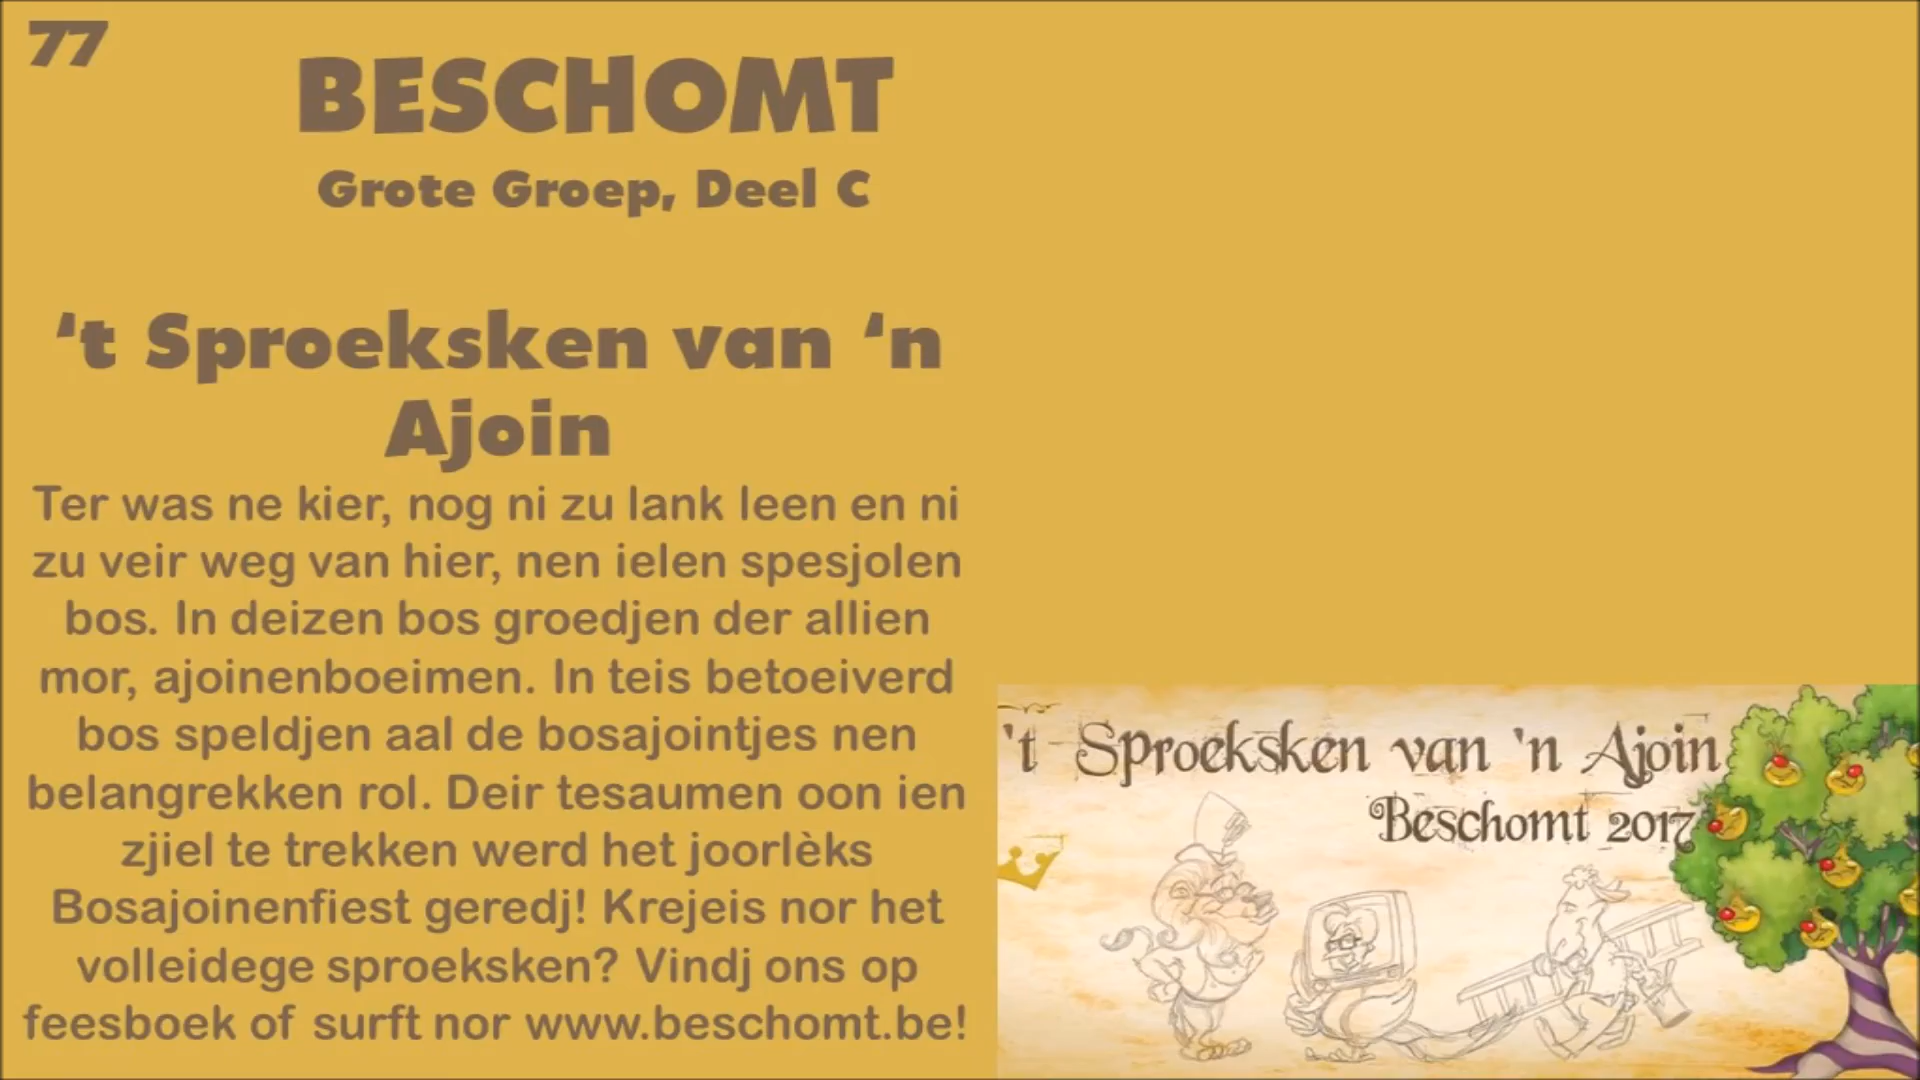 77
BESCHOMT
Grote Groep, Deel C
‘t Sproeksken van ‘n
Ajoin
Ter was ne kier, nog ni zu lank leen en ni
zu veir weg van hier, nen ielen spesjolen
bos. In deizen bos groedjen der allien
mor, ajoinenboeimen. In teis betoeiverd
bos speldjen aal de bosajointjes nen
belangrekken rol. Deir tesaumen oon ien
zjiel te trekken werd het joorlèks
Bosajoinenfiest geredj! Krejeis nor het
volleidege sproeksken? Vindj ons op
feesboek of surft nor www.beschomt.be!
't Sproeksken van 'n Ajoin
Beschomt 2017